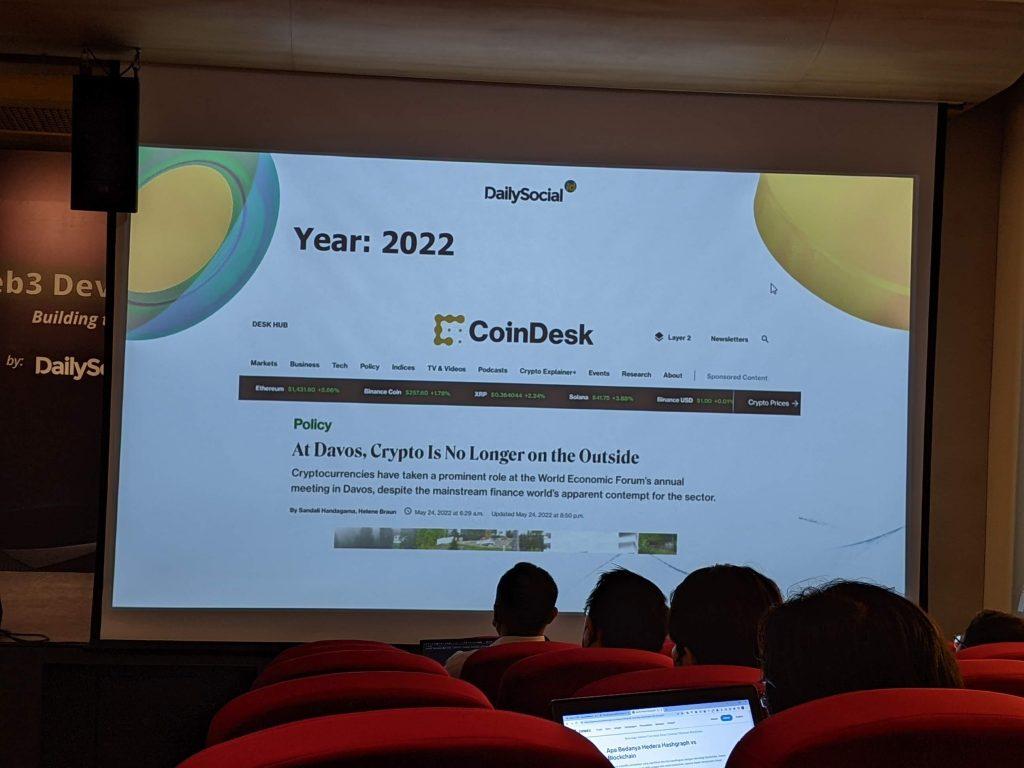 DailySocial
id
Year: 2022
DESK HUB
CoinDesk
Layer 2
Newsletters
Markets Business Tech Policy Indices TV & Videos Podcasts Crypto Explainer+ Events Research About | Sponsored Content
Ethereum $1,431.60 +5.66% Binance Coin $257.60 +1.78% XRP $0.364044 +2.24% Solana $41.75 +3.88% Binance USD $1.00 +0.01% Crypto Prices →
Policy
At Davos, Crypto Is No Longer on the Outside
Cryptocurrencies have taken a prominent role at the World Economic Forum's annual
meeting in Davos, despite the mainstream finance world's apparent contempt for the sector.
By Sandali Handagama, Helene Braun May 24, 2022 at 6:29 a.m. Updated May 24, 2022 at 8:50 p.m.
eb3 Dev
Building t
by: DailySo
Apa Bedanya Hedera Hashgraph vs
Blockchain